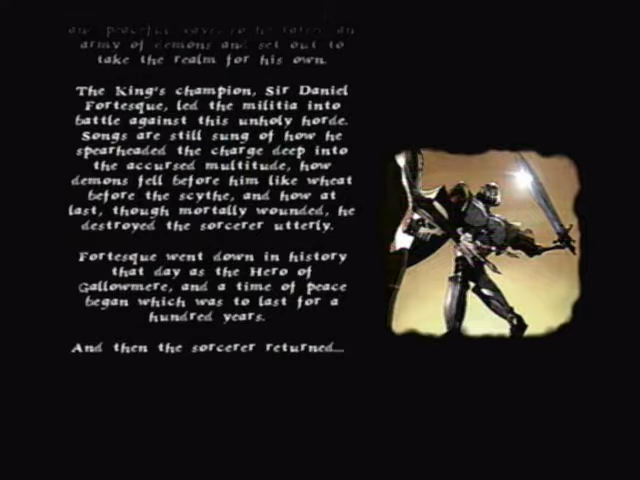 army of demons and set out to
take the realm for his own.
The King's champion, Sir Daniel
Fortesque, led the militia into
battle against this unholy horde.
Songs are still sung of how he
spearheaded the charge deep into
the accursed multitude, how
demons fell before him like wheat
before the scythe, and how at
last, though mortally wounded, he
destroyed the sorcerer utterly.
Fortesque went down in history
that day as the Hero of
Gallowmere, and a time of peace
began which was to last for a
hundred years.
And then the sorcerer returned...